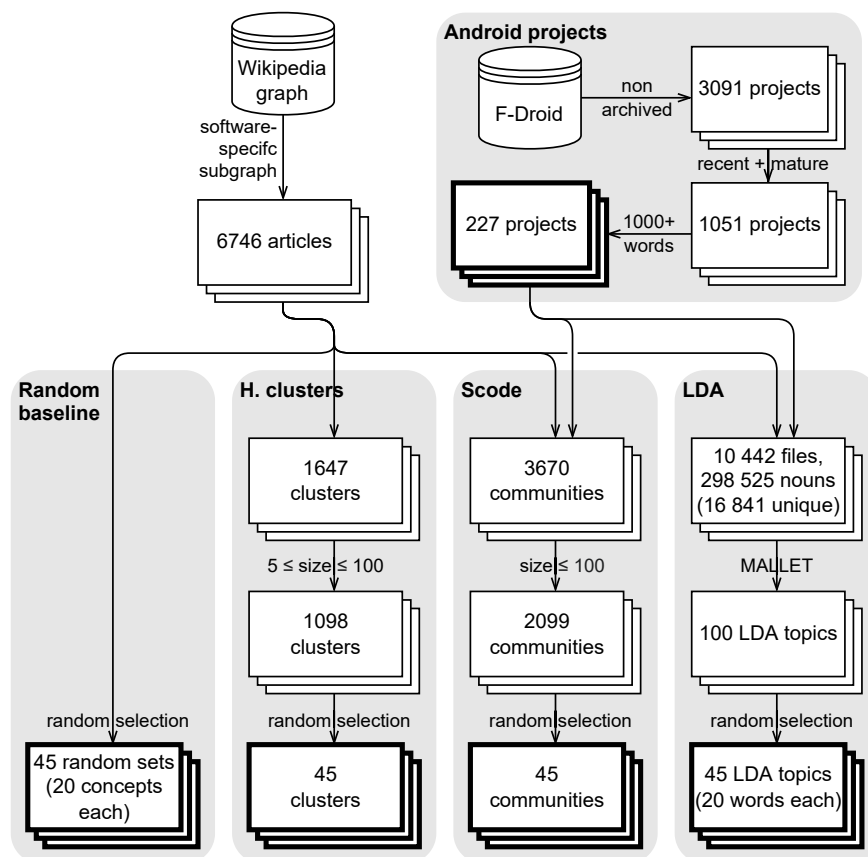 Wikipedia
graph
software-
specifc
subgraph
6746 articles
Android projects
F-Droid
non
archived
3091 projects
recent + mature
1051 projects
1000+
words
227 projects
Random
baseline
random selection
45 random sets
(20 concepts
each)
H. clusters
1647
clusters
5 ≤ size ≤ 100
1098
clusters
random selection
45
clusters
Scode
3670
communities
size ≤ 100
2099
communities
random selection
45
communities
LDA
10 442 files,
298 525 nouns
(16 841 unique)
MALLET
100 LDA topics
random selection
45 LDA topics
(20 words each)